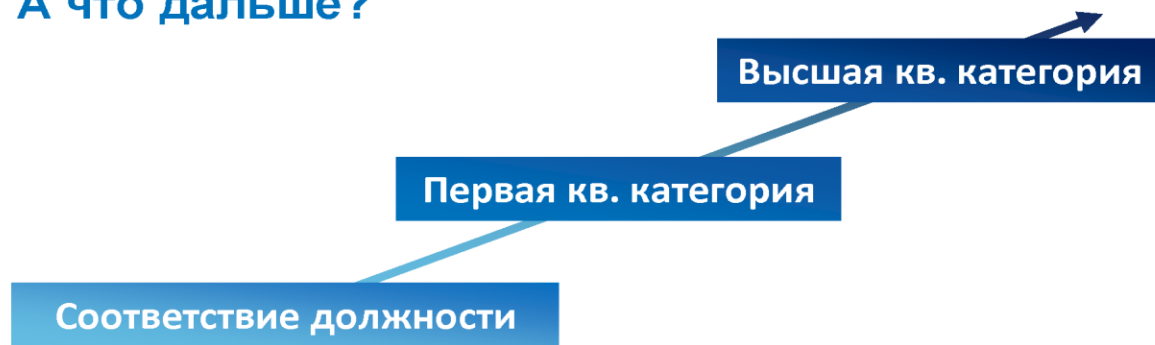 А что дальше?
Высшая кв. категория
Первая кв. категория
Соответствие должности